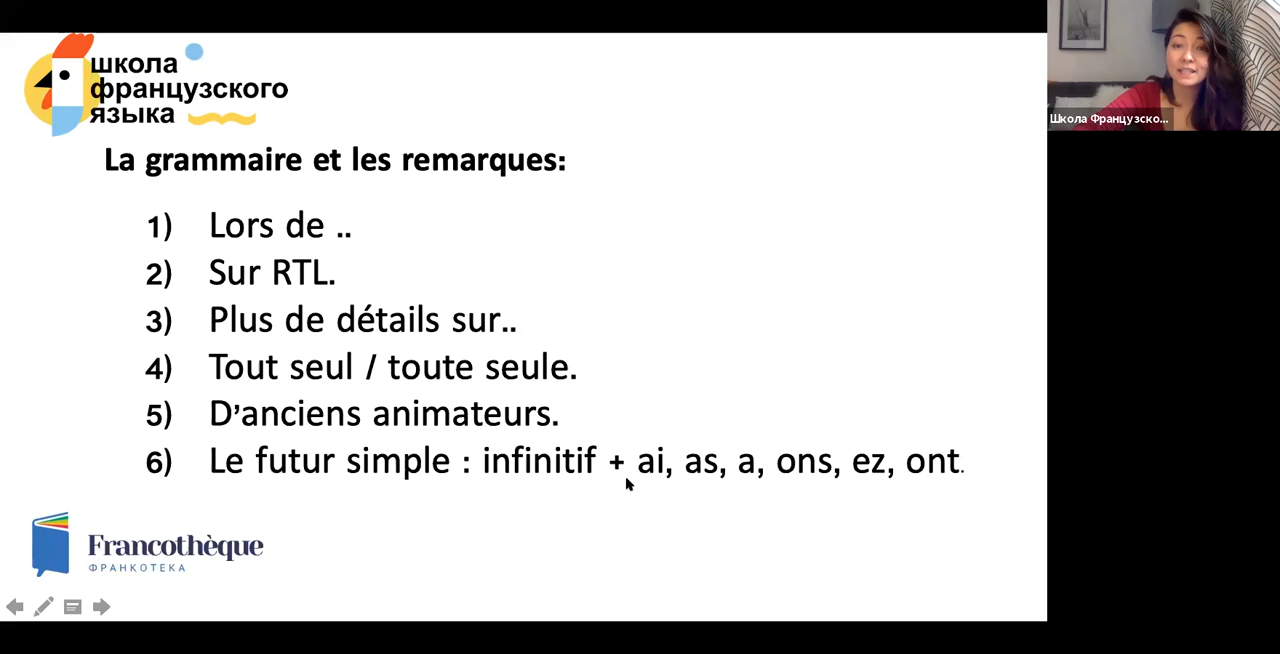 школа
французского
языка
La grammaire et les remarques:
1) Lors de ..
2) Sur RTL.
3) Plus de détails sur..
4) Tout seul / toute seule.
5) D’anciens animateurs.
6) Le futur simple : infinitif + ai, as, a, ons, ez, ont.
Francothèque
ФРАНКОТЕКА
Школа Французско...